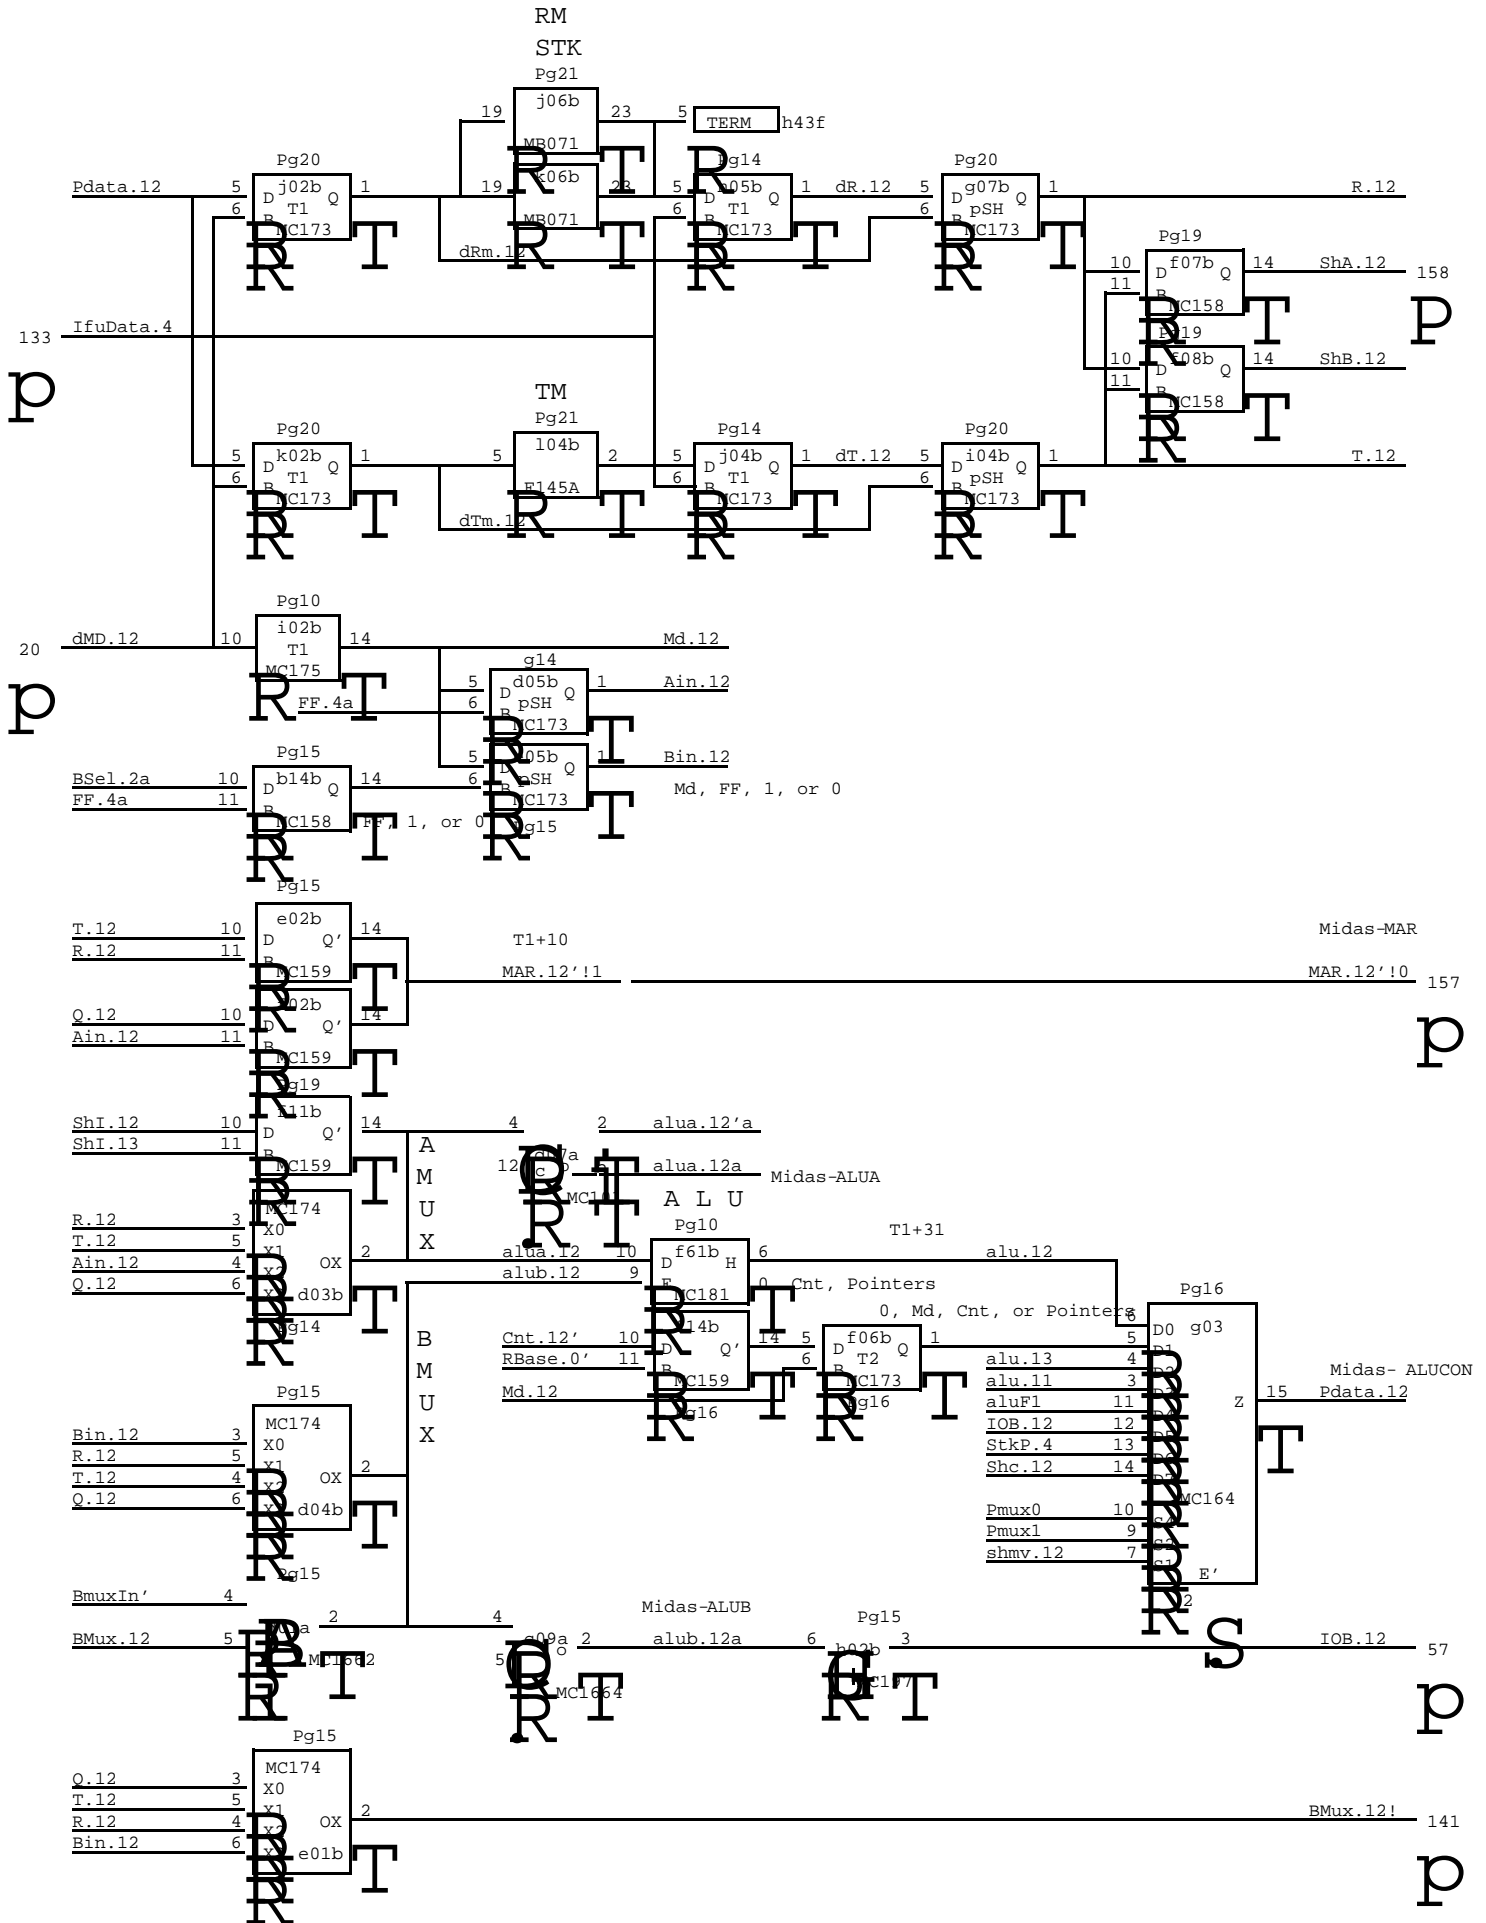 RM
STK
Pg21
j06b
19 23 5 TERM h43f
MB071
R T R
Pg20 Pg14 Pg20
j02b k06b h05b g07b
Pdata.12 5 D Q 1 19 23 5 D Q 1 dR.12 5 D Q 1 R.12
6 T1 6 T1 6 pSH
MC173 MB071 MC173 MC173
R T R T R T R T
dRm.12
Pg19
10 D f07b Q 14 ShA.12 158
11 MC158
R T P
133 IfuData.4
p
Pg19
10 D f08b Q 14 ShB.12
11 MC158
R T
TM
Pg21
Pg20 l04b Pg14 Pg20
k02b j04b i04b
5 D Q 1 5 2 5 D Q 1 dT.12 5 D Q 1 T.12
6 T1 6 T1 6 pSH
MC173 F145A MC173 MC173
R T R T R T R T
dTm.12
Pg10
i02b
20 dMD.12 10 T1 14 Md.12
p
MC175
R T
g14
d05b
5 D Q 1 Ain.12
FF.4a 6 pSH
MC173
R T
Pg15
b14b
5 D 05b Q 1 Bin.12
BSel.2a 10 D Q 14 6 pSH
FF.4a 11 MC158 MC173
Md, FF, 1, or 0
FF, 1, or 0
R T R T
Pg15
Pg15
e02b
T.12 10 D Q' 14 T1+10 Midas-MAR
R.12 11 MC159
MAR.12'!1 MAR.12'!0 157
R T p
02b
Q.12 10 D Q' 14
Ain.12 11 MC159
R T
Pg19
11b
ShI.12 10 D Q' 14 4 2 alua.12'a
ShI.13 11 MC159 12 alua.12a Midas-ALUA
R T R T
A M U X
A L U
MC174
R.12 3 X0
T.12 5 X1
Ain.12 4 X2 OX 2 alua.12
Q.12 6 d03b alub.12
R T
Pg14
Pg10
f61b
10 D H 6 T1+31 alu.12
9 MC181 0, Cnt, Pointers
R T
0, Md, Cnt, or Pointers
14b
Cnt.12' 10 D Q' 14 5 D f06b Q 1
RBase.0' 11 MC159 6 T2 MC173
Md.12
R T R T
Pg16 Pg16
Pg16
g03
6 D0
5 D1
alu.13 4 D2
alu.11 3 D3
aluF1 11 D4
IOB.12 12 D5
StkP.4 13 D6
Shc.12 14 D7
MC164
Pmux0 10 S4
Pmux1 9 S2
shmv.12 7 S1
E'
2
Z 15 Pdata.12
Midas- ALUCON
R T S
B M U X
Pg15
MC174
Bin.12 3 X0
R.12 5 X1
T.12 4 X2 OX 2
Q.12 6 d04b
R T
Pg15
BmuxIn' 4
2 4 Midas-ALUB Pg15
BMux.12 5 MC1662 2 alub.12a 6 h02b 3 IOB.12 57
5 MC1664
R T R T R T p
Pg15
MC174
Q.12 3 X0
T.12 5 X1
R.12 4 X2 OX 2 BMux.12! 141
Bin.12 6 e01b
R T p